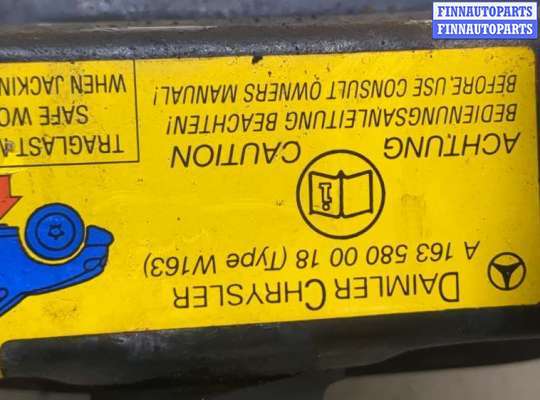 FINNAUTOPARTS
FINNAUTOPARTS
DAIMLER CHRYSLER
A 163 580 00 18 (Type W163)
ACHTUNG CAUTION
BEDIENUNGSANLEITUNG BEACHTEN!
BEFORE USE CONSULT OWNERS MANUAL!
TRAGLAST
SAFE WO
WHEN JACKIN